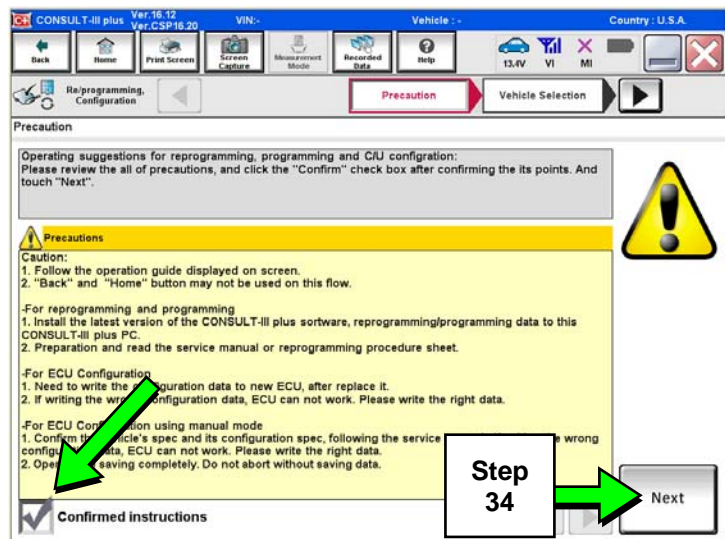 CONSULT-III plus Ver.16.12 Ver.CSP16.20 VIN:- Vehicle : - Country : U.S.A.
Back Home Print Screen Screen Capture Measurement Mode Recorded Data Help 13.4V VI MI
Re/programming, Configuration Precaution Vehicle Selection
Precaution
Operating suggestions for reprogramming, programming and C/U configration:
Please review the all of precautions, and click the "Confirm" check box after confirming the its points. And
touch "Next".
Precautions
Caution:
1. Follow the operation guide displayed on screen.
2. "Back" and "Home" button may not be used on this flow.
-For reprogramming and programming
1. Install the latest version of the CONSULT-III plus sortware, reprogramming/programming data to this
CONSULT-III plus PC.
2. Preparation and read the service manual or reprogramming procedure sheet.
-For ECU Configuration
1. Need to write the configuration data to new ECU, after replace it.
2. If writing the configuration data, ECU can not work. Please write the right data.
-For ECU using manual mode
1. Confirm spec and its configuration spec, following the service wrong
data, ECU can not work. Please write the right data.
2. saving completely. Do not abort without saving data.
Confirmed instructions
Step
34
Next